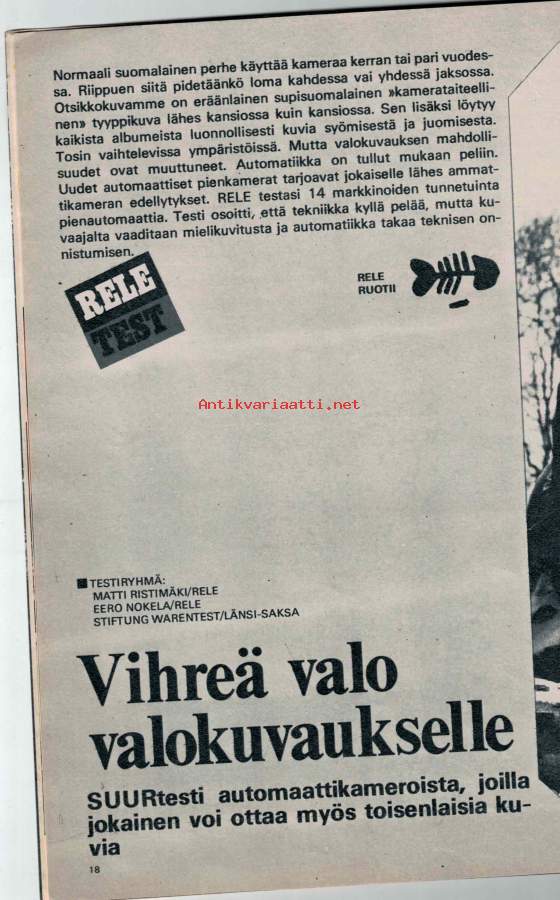 Normaali suomalainen perhe käyttää kameraa kerran tai pari vuodes-
sa. Riippuen siitä pidetäänkö loma kahdessa vai yhdessä jaksossa.
Otsikkokuvamme on eräänlainen supisuomalainen »kamerataiteelli-
nen» tyyppikuva lähes kansiossa kuin kansiossa. Sen lisäksi löytyy
kaikista albumeista luonnollisesti kuvia syömisestä ja juomisesta.
Tosin vaihtelevissa ympäristöissä. Mutta valokuvauksen mahdolli-
suudet ovat muuttuneet. Automatiikka on tullut mukaan peliin.
Uudet automaattiset pienkamerat tarjoavat jokaiselle lähes ammat-
tikameran edellytykset. RELE testasi 14 markkinoiden tunnetuinta
pienautomaattia. Testi osoitti, että tekniikka kyllä pelää, mutta ku-
vaajalta vaaditaan mielikuvitusta ja automatiikka takaa teknisen on-
nistumisen.
RELE
TEST
RELE
RUOTII
Antikvariaatti.net
TESTIRYHMÄ:
MATTI RISTIMÄKI/RELE
EERO NOKELA/RELE
STIFTUNG WARENTEST/LÄNSI-SAKSA
Vihreä valo
valokuvaukselle
SUURtesti automaattikameroista, joilla
jokainen voi ottaa myös toisenlaisia ku-
via
18